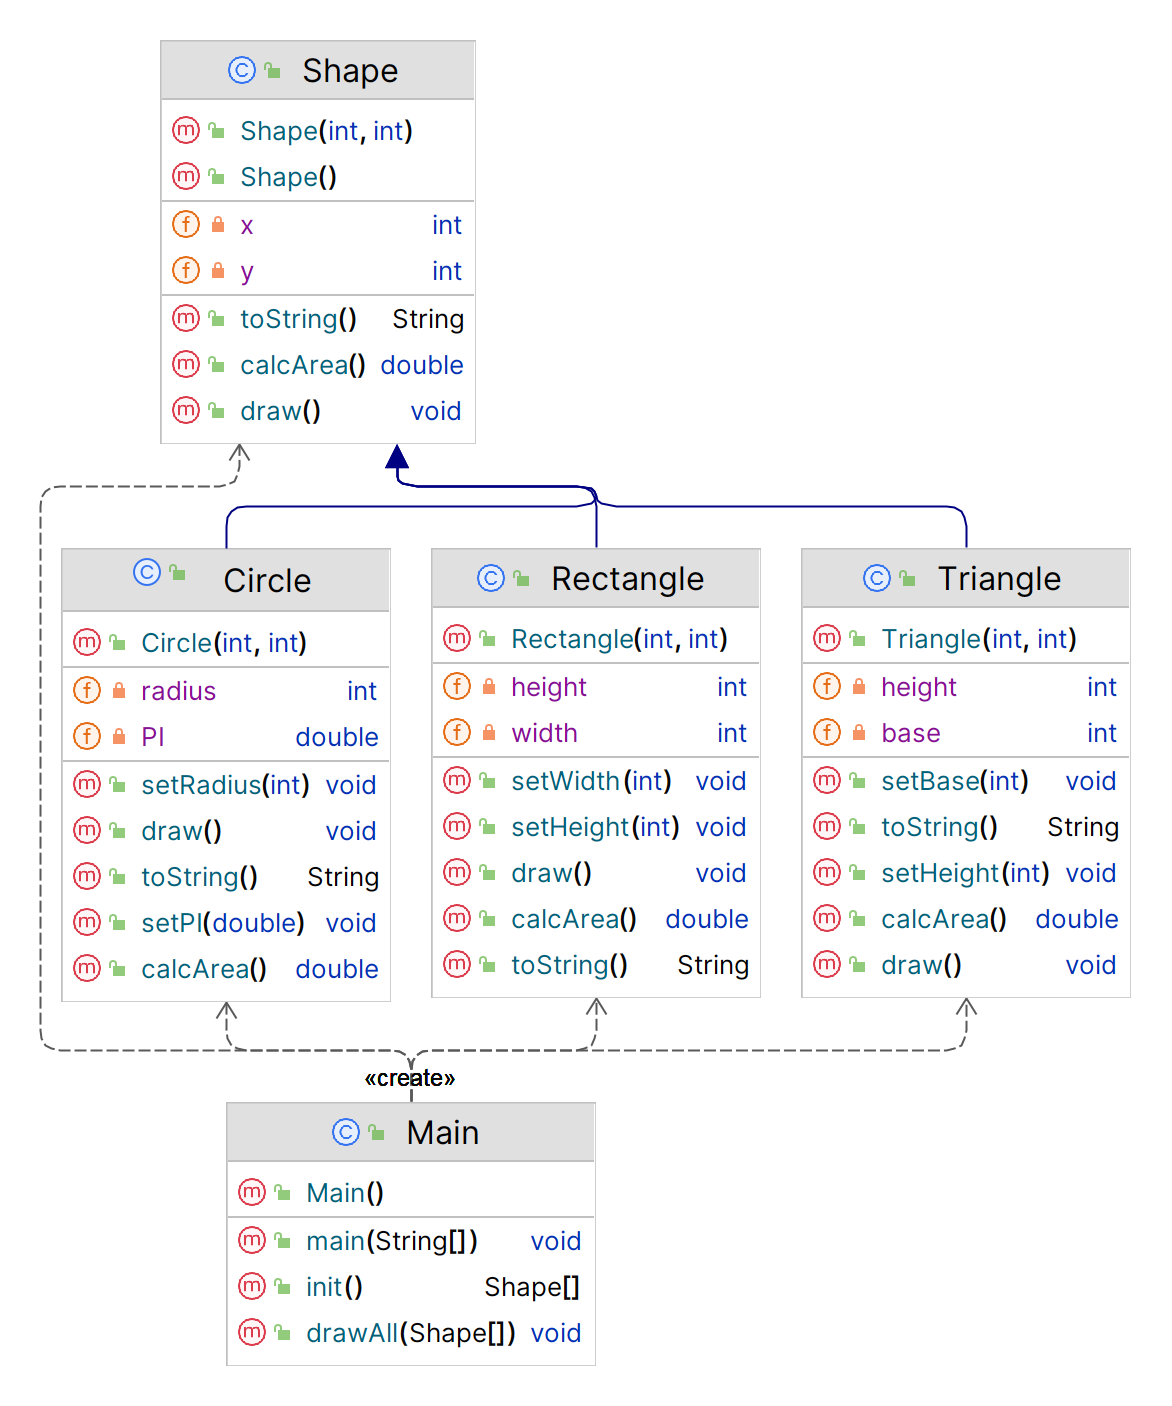 Shape
Shape(int, int)
Shape()
x int
y int
toString() String
calcArea() double
draw() void
Circle
Circle(int, int)
radius int
PI double
setRadius(int) void
draw() void
toString() String
setPI(double) void
calcArea() double
Rectangle
Rectangle(int, int)
height int
width int
setWidth(int) void
setHeight(int) void
draw() void
calcArea() double
toString() String
Triangle
Triangle(int, int)
height int
base int
setBase(int) void
toString() String
setHeight(int) void
calcArea() double
draw() void
«create»
Main
Main()
main(String[]) void
init() Shape[]
drawAll(Shape[]) void